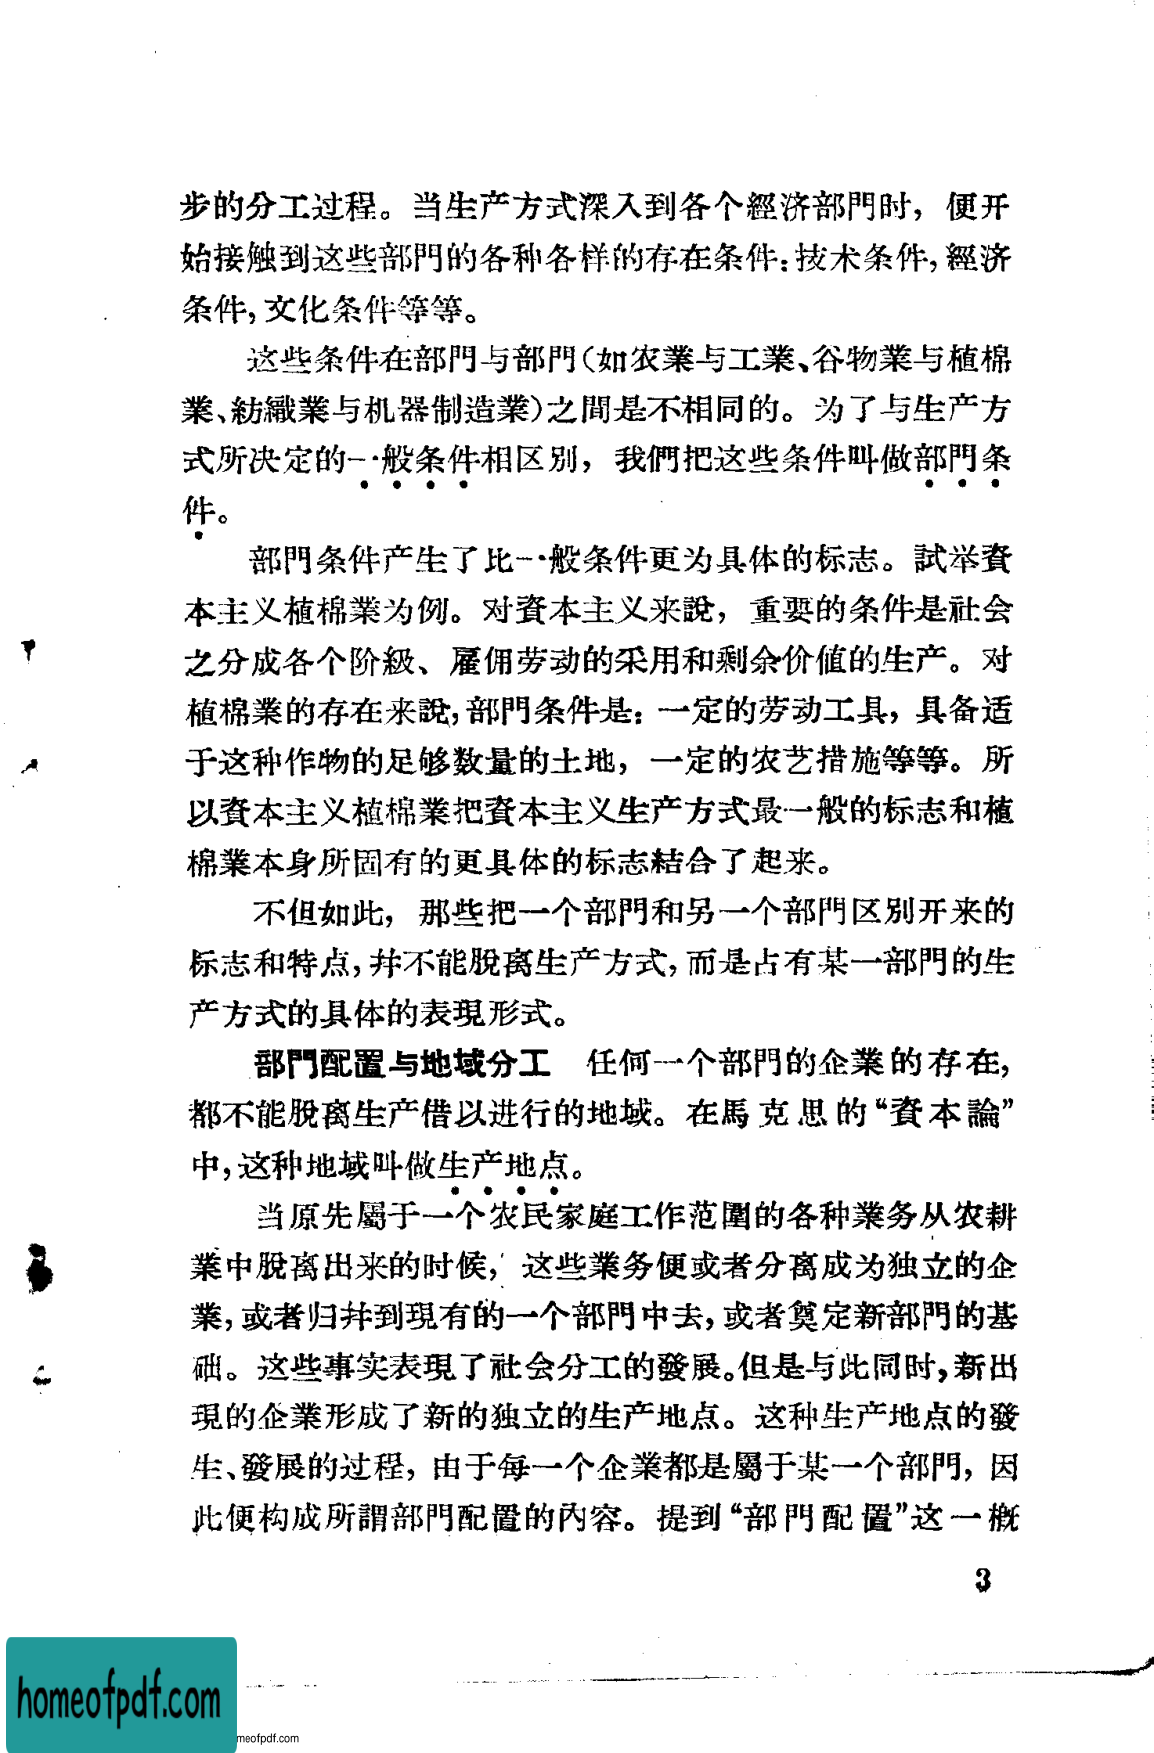 步的分工过程。当生产方式深入到各个經济部門时，便开
始接触到这些部門的各种各样的存在条件：技术条件，經济
条件，文化条件等等。
这些条件在部門与部門（如农業与工業、谷物業与植棉
業、紡織業与机器制造業）之間是不相同的。为了与生产方
式所决定的一般条件相区别，我們把这些条件叫做部門条
件。
部門条件产生了比一般条件更为具体的标志。試举資
本主义植棉業为例。对資本主义来說，重要的条件是社会
之分成各个阶級、雇佣劳动的采用和剩余价值的生产。对
植棉業的存在来說，部門条件是：一定的劳动工具，具备适
于这种作物的足够数量的土地，一定的农艺措施等等。所
以資本主义植棉業把資本主义生产方式最一般的标志和植
棉業本身所固有的更具体的标志結合了起来。
不但如此，那些把一个部門和另一个部門区别开来的
标志和特点，并不能脫离生产方式，而是占有某一部門的生
产方式的具体的表現形式。
部門配置与地域分工　任何一个部門的企業的存在，
都不能脫离生产借以进行的地域。在馬克思的“資本論”
中，这种地域叫做生产地点。
当原先屬于一个农民家庭工作范圍的各种業务从农耕
業中脫离出来的时候，这些業务便或者分离成为独立的企
業，或者归并到現有的一个部門中去，或者奠定新部門的基
础。这些事实表現了社会分工的發展。但是与此同时，新出
現的企業形成了新的独立的生产地点。这种生产地点的發
生、發展的过程，由于每一个企業都是屬于某一个部門，因
此便构成所謂部門配置的內容。提到“部門配置”这一概
3
homeofpdf.com
meofpdf.com